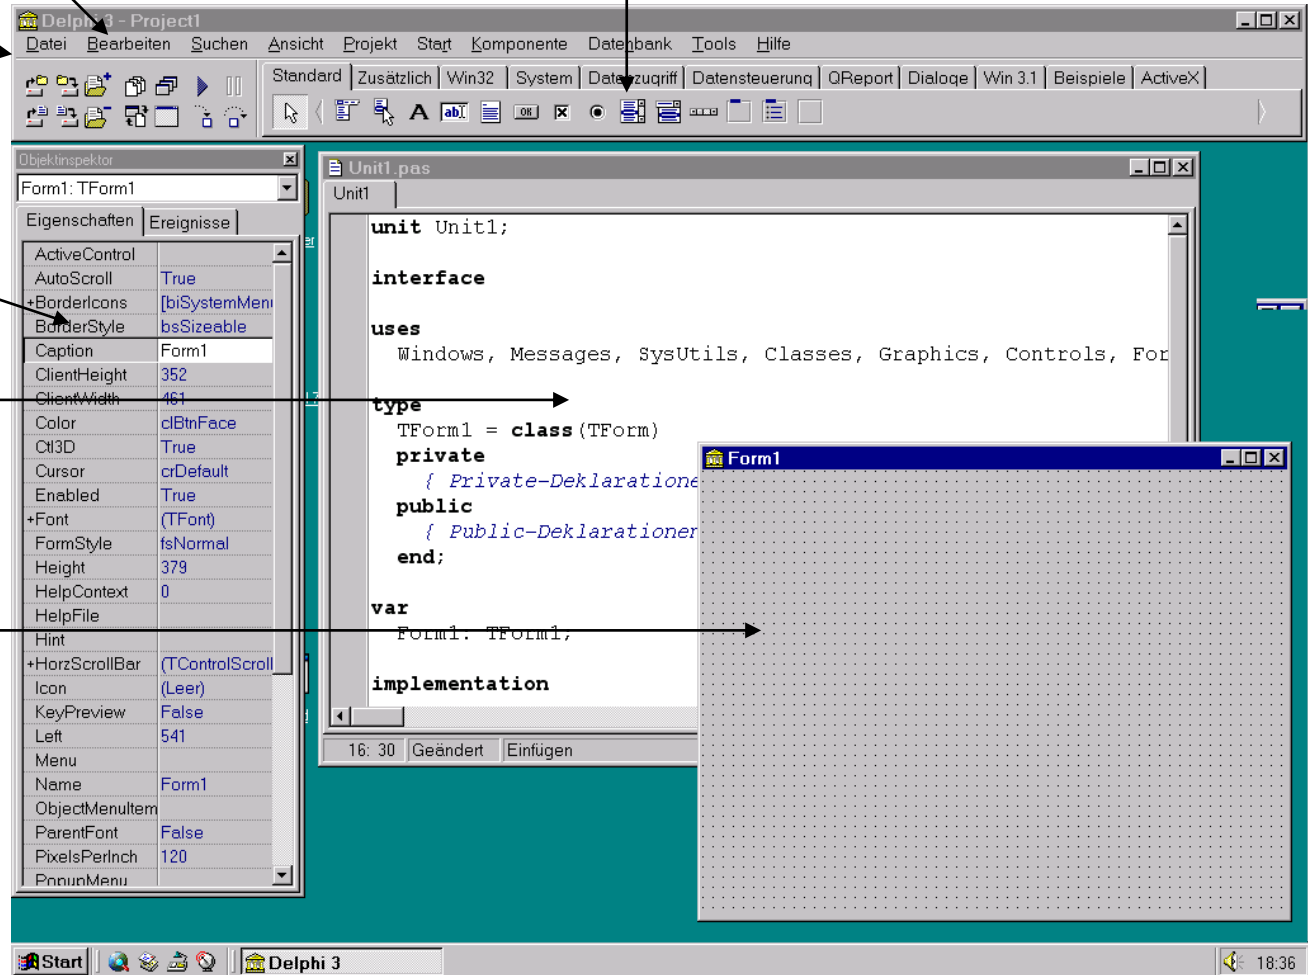 Delphi 3 - Project1
Datei Bearbeiten Suchen Ansicht Projekt Start Komponente Datenbank Tools Hilfe
Standard Zusätzlich Win32 System Datenzugriff Datensteuerung QReport Dialoge Win 3.1 Beispiele ActiveX
A ab OK
Objektinspektor
Form1: TForm1
Eigenschaften Ereignisse
ActiveControl
AutoScroll True
+BorderIcons [biSystemMenu
BorderStyle bsSizeable
Caption Form1
ClientHeight 352
ClientWidth 461
Color clBtnFace
Ctl3D True
Cursor crDefault
Enabled True
+Font (TFont)
FormStyle fsNormal
Height 379
HelpContext 0
HelpFile
Hint
+HorzScrollBar (TControlScroll
Icon (Leer)
KeyPreview False
Left 541
Menu
Name Form1
ObjectMenuItem
ParentFont False
PixelsPerInch 120
PopupMenu
Unit1.pas
Unit1
unit Unit1;
interface
uses
Windows, Messages, SysUtils, Classes, Graphics, Controls, For
type
TForm1 = class(TForm)
private
{ Private-Deklaratione
public
{ Public-Deklarationen
end;
var
Form1: TForm1;
implementation
16: 30 Geändert Einfügen
Form1
Start Delphi 3 18:36